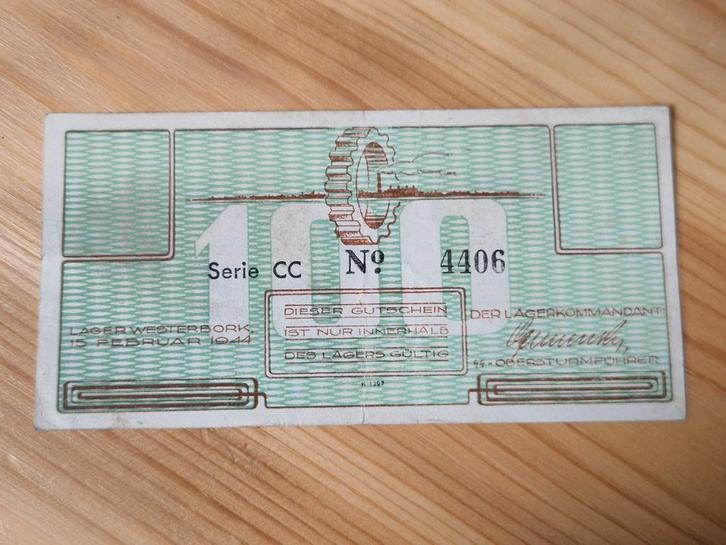 100
Serie CC Nº 4406
LAGER WESTERBORK,
15 FEBRUAR 1944
DIESER GUTSCHEIN
IST NUR INNERHALB
DES LAGERS GÜLTIG
DER LAGERKOMMANDANT:
SS-OBERSTURMFÜHRER